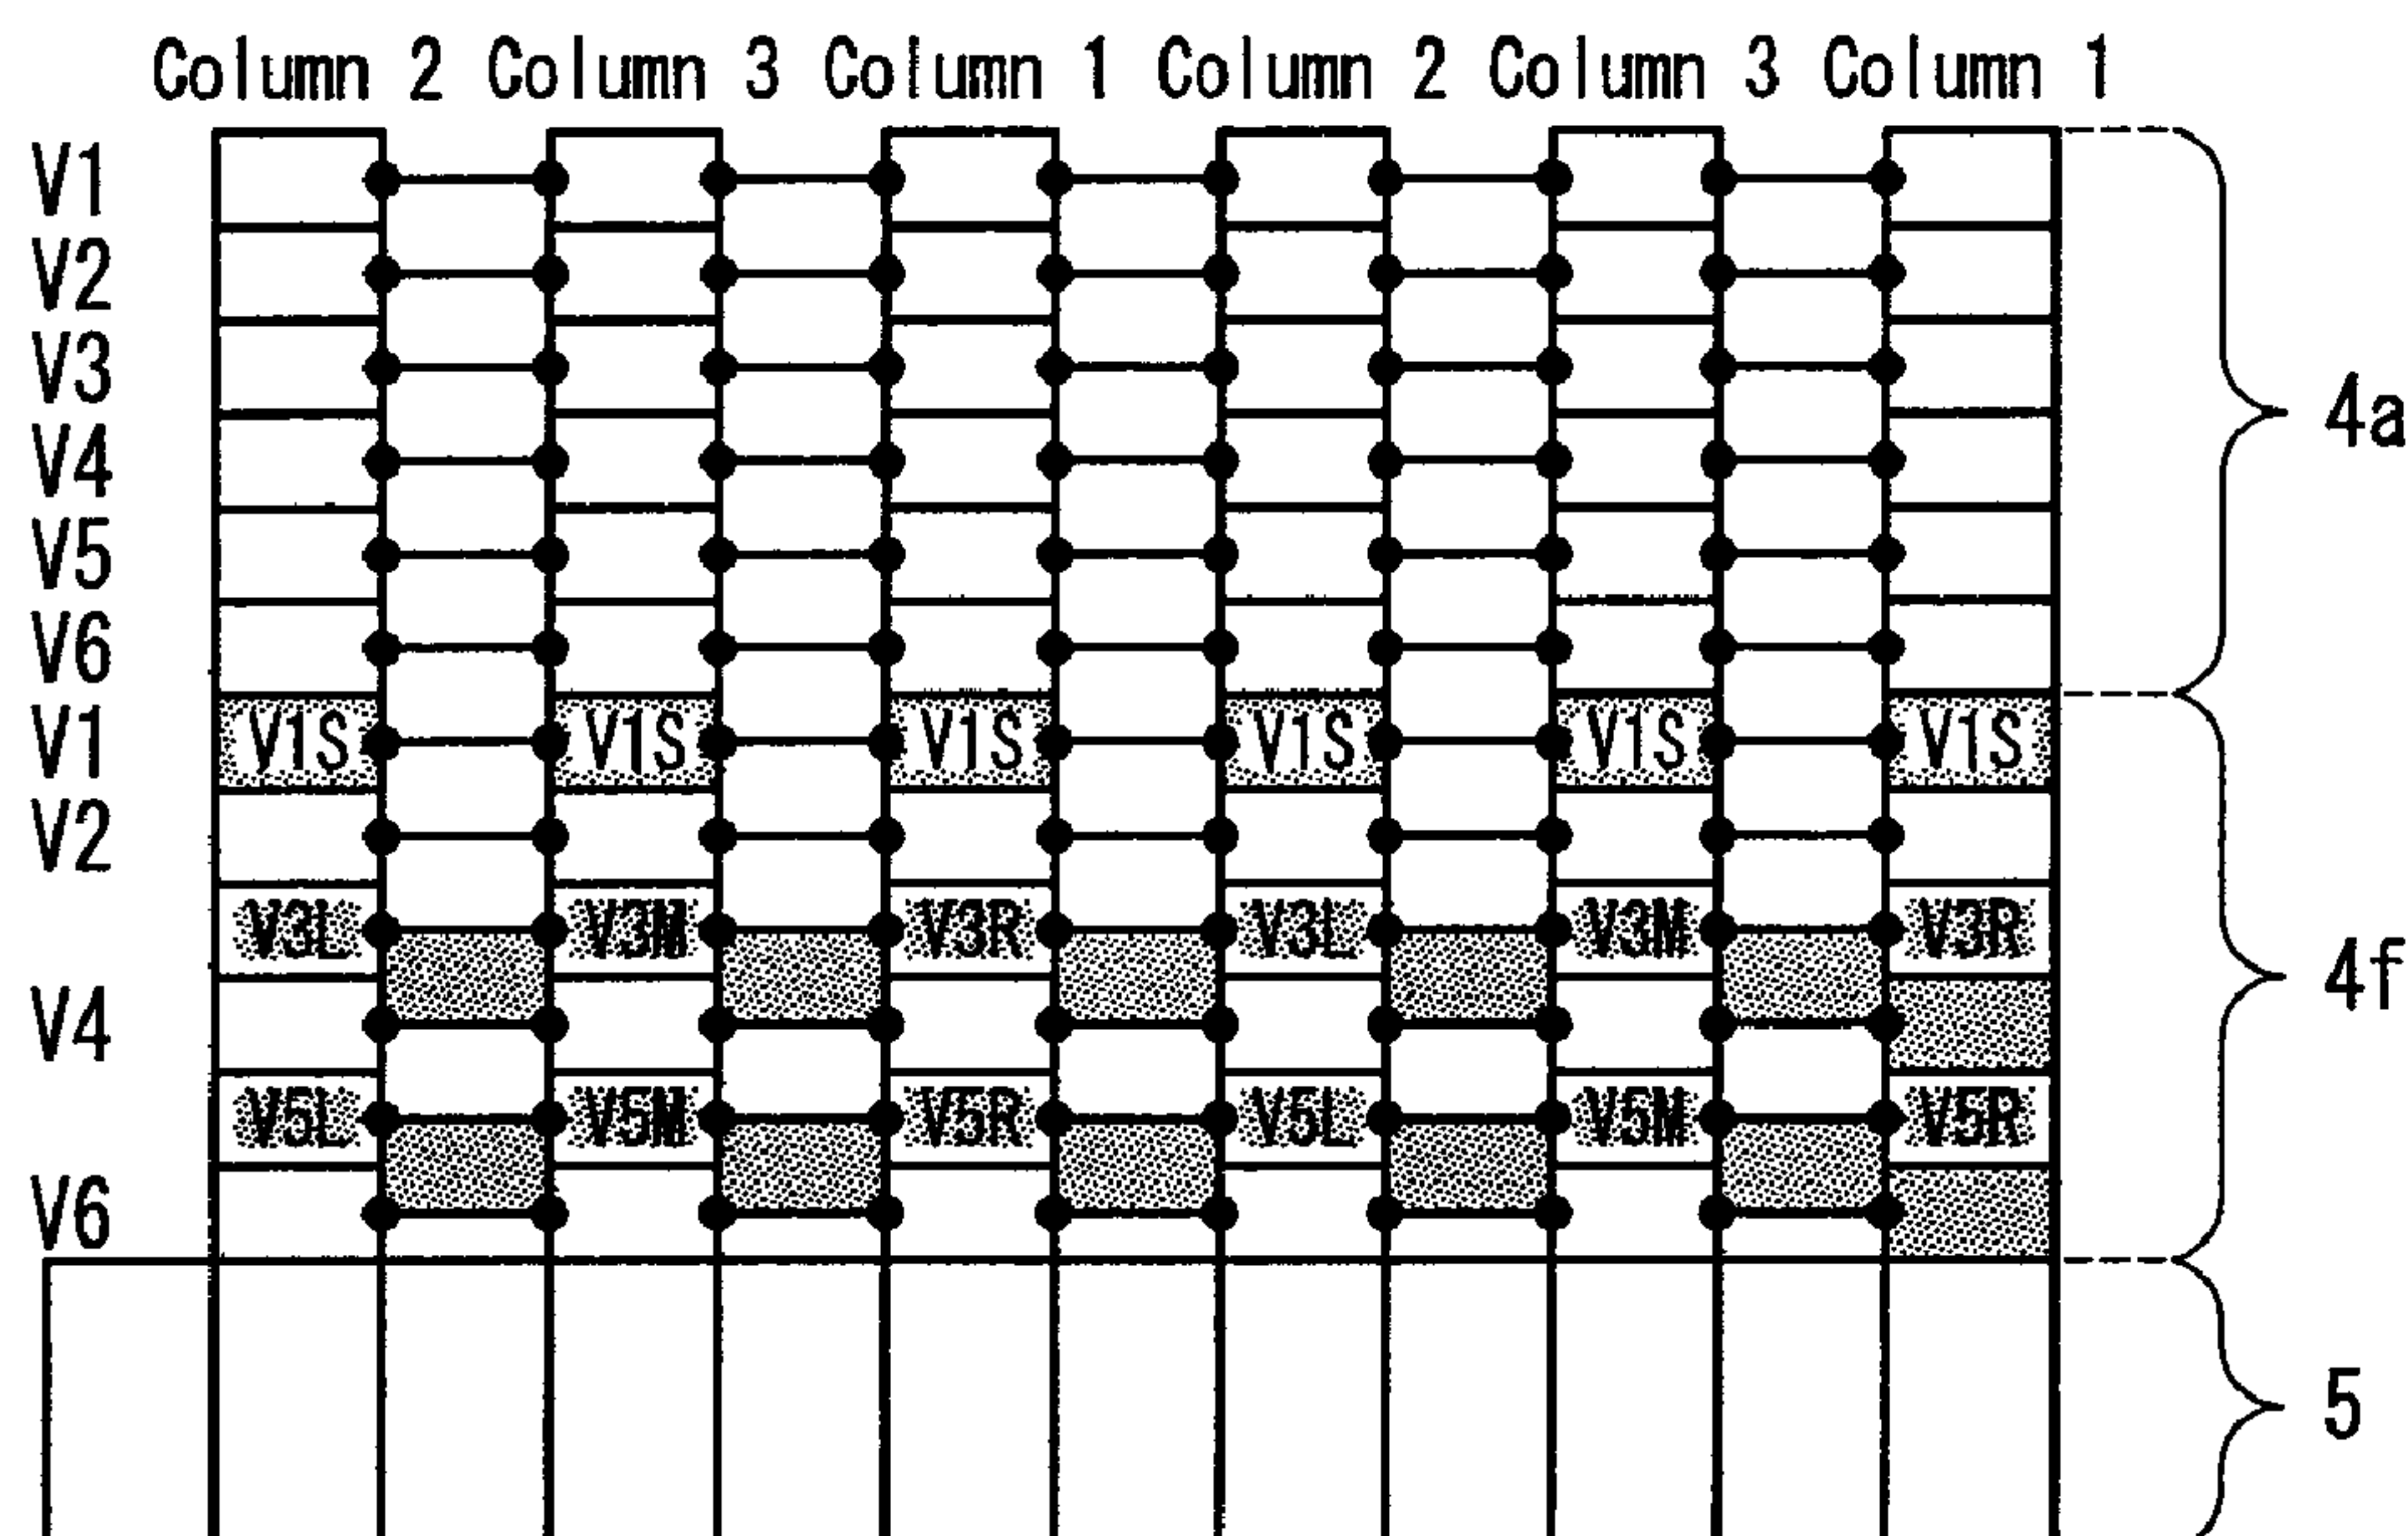 Column 2 Column 3 Column 1 Column 2 Column 3 Column 1
V1
V2
V3
V4
4a
V5
V6
V1 V1S V1S V1S V1S V1S V1S
V2
V3L V3M V3R V3L V3M V3R
4f
V4
V5L V5M V5R V5L V5M V5R
V6
5